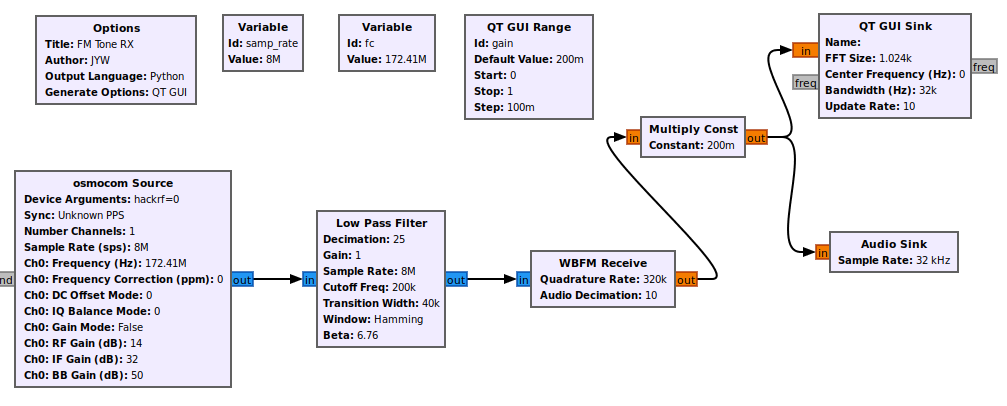 Options
Title: FM Tone RX
Author: JYW
Output Language: Python
Generate Options: QT GUI
Variable
Id: samp_rate
Value: 8M
Variable
Id: fc
Value: 172.41M
QT GUI Range
Id: gain
Default Value: 200m
Start: 0
Stop: 1
Step: 100m
QT GUI Sink
Name:
FFT Size: 1.024k
Center Frequency (Hz): 0
Bandwidth (Hz): 32k
Update Rate: 10
in
freq
freq
Multiply Const
Constant: 200m
in
out
osmocom Source
Device Arguments: hackrf=0
Sync: Unknown PPS
Number Channels: 1
Sample Rate (sps): 8M
Ch0: Frequency (Hz): 172.41M
Ch0: Frequency Correction (ppm): 0
Ch0: DC Offset Mode: 0
Ch0: IQ Balance Mode: 0
Ch0: Gain Mode: False
Ch0: RF Gain (dB): 14
Ch0: IF Gain (dB): 32
Ch0: BB Gain (dB): 50
nd
out
Low Pass Filter
Decimation: 25
Gain: 1
Sample Rate: 8M
Cutoff Freq: 200k
Transition Width: 40k
Window: Hamming
Beta: 6.76
in
out
WBFM Receive
Quadrature Rate: 320k
Audio Decimation: 10
in
out
Audio Sink
Sample Rate: 32 kHz
in